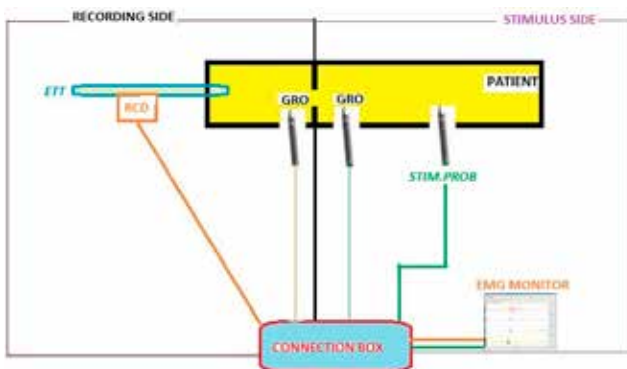 RECORDING SIDE
STIMULUS SIDE
ETT
PATIENT
RCD
GRO
GRO
STIM.PROB
EMG MONITOR
CONNECTION BOX